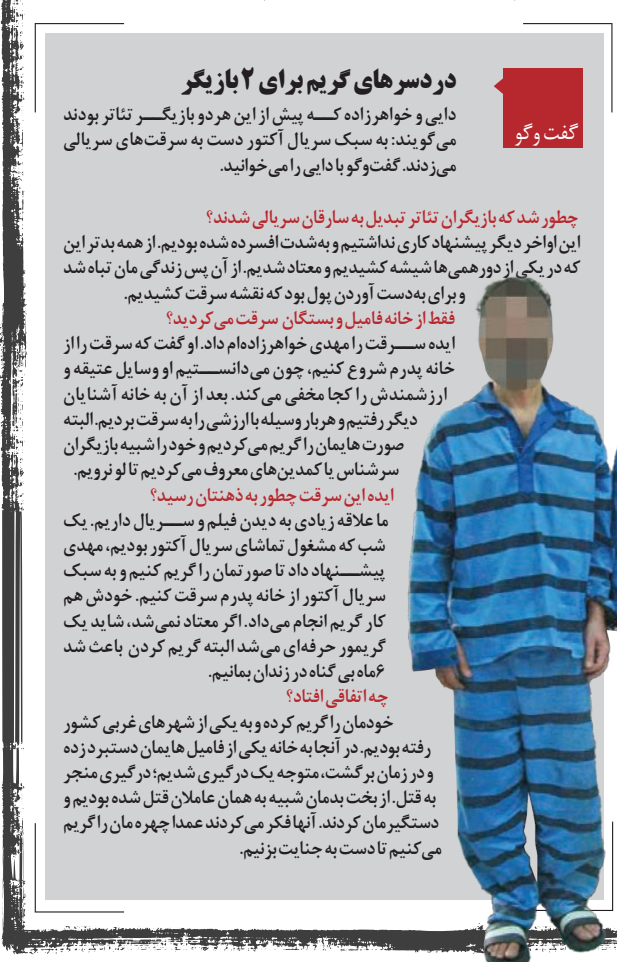 گفت و گو
دردسرهای گریم برای ۲ بازیگر
دایی و خواهرزاده کـــه پیش از این هر دو بازیگـــر تئاتر بودند
می‌گویند: به سبک سریال آکتور دست به سرقت‌های سریالی
می‌زدند. گفت‌وگو با دایی را می‌خوانید.
چطور شد که بازیگران تئاتر تبدیل به سارقان سریالی شدند؟
این اواخر دیگر پیشنهاد کاری نداشتیم و به‌شدت افسرده شده بودیم. از همه بدتر این
که در یکی از دورهمی‌ها شیشه کشیدیم و معتاد شدیم. از آن پس زندگی مان تباه شد
و برای به‌دست آوردن پول بود که نقشه سرقت کشیدیم.
فقط از خانه فامیل و بستگان سرقت می‌کردید؟
ایده ســـرقت را مهدی خواهرزاده‌ام داد. او گفت که سرقت را از
خانه پدرم شروع کنیم، چون می‌دانســـتیم او وسایل عتیقه و
ارزشمندش را کجا مخفی می‌کند. بعد از آن به خانه آشنایان
دیگر رفتیم و هربار وسیله باارزشی را به سرقت بردیم. البته
صورت هایمان را گریم می‌کردیم و خود را شبیه بازیگران
سرشناس یا کمدین‌های معروف می‌کردیم تا لو نرویم.
ایده این سرقت چطور به ذهنتان رسید؟
ما علاقه زیادی به دیدن فیلم و ســـریال داریم. یک
شب که مشغول تماشای سریال آکتور بودیم، مهدی
پیشـــنهاد داد تا صورتمان را گریم کنیم و به سبک
سریال آکتور از خانه پدرم سرقت کنیم. خودش هم
کار گریم انجام می‌داد. اگر معتاد نمی‌شد، شاید یک
گریمور حرفه‌ای می‌شد البته گریم کردن باعث شد
۶ماه بی گناه در زندان بمانیم.
چه اتفاقی افتاد؟
خودمان را گریم کرده و به یکی از شهرهای غربی کشور
رفته بودیم. در آنجا به خانه یکی از فامیل هایمان دستبرد زده
و در زمان برگشت، متوجه یک درگیری شدیم؛ درگیری منجر
به قتل. از بخت بدمان شبیه به همان عاملان قتل شده بودیم و
دستگیرمان کردند. آنها فکر می‌کردند عمدا چهره مان را گریم
می‌کنیم تا دست به جنایت بزنیم.